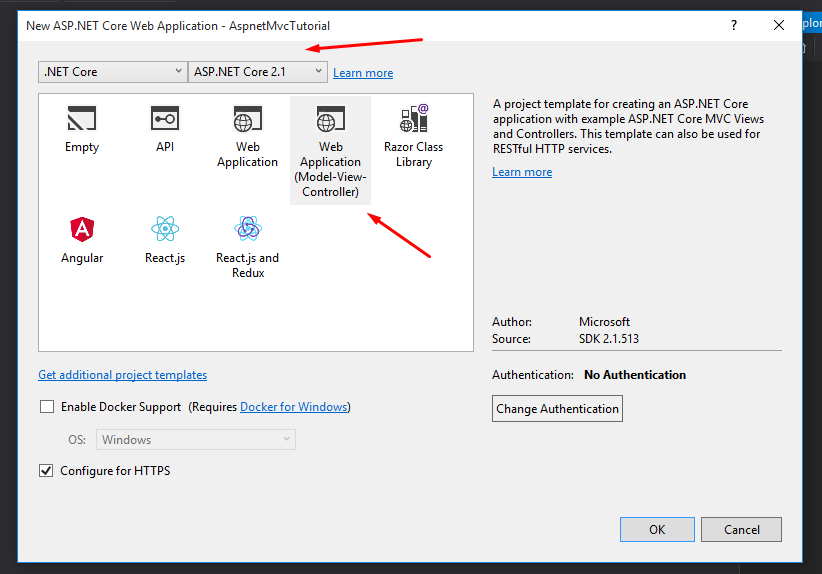 New ASP.NET Core Web Application - AspnetMvcTutorial
?
.NET Core
ASP.NET Core 2.1
Learn more
Empty
API
Web
Application
Web
Application
(Model-View-
Controller)
Razor Class
Library
Angular
React.js
React.js and
Redux
A project template for creating an ASP.NET Core
application with example ASP.NET Core MVC Views
and Controllers. This template can also be used for
RESTful HTTP services.
Learn more
Author: Microsoft
Source: SDK 2.1.513
Get additional project templates
Authentication: No Authentication
Change Authentication
Enable Docker Support (Requires Docker for Windows)
OS: Windows
Configure for HTTPS
OK
Cancel